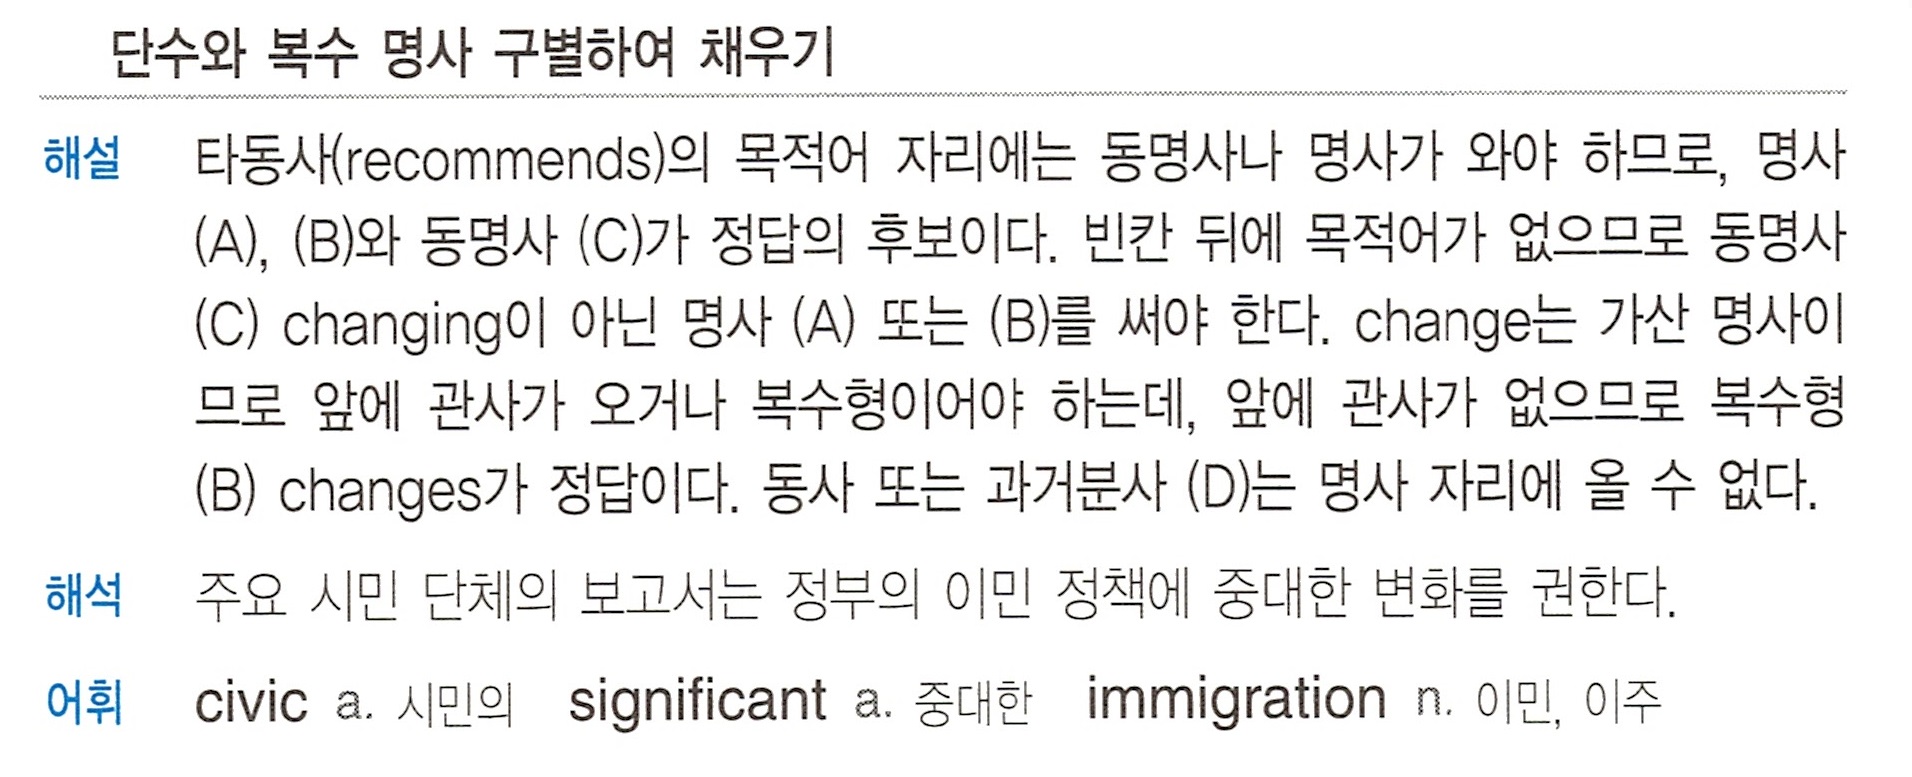 단수와 복수 명사 구별하여 채우기
해설 타동사(recommends)의 목적어 자리에는 동명사나 명사가 와야 하므로, 명사
(A), (B)와 동명사 (C)가 정답의 후보이다. 빈칸 뒤에 목적어가 없으므로 동명사
(C) changing이 아닌 명사 (A) 또는 (B)를 써야 한다. change는 가산 명사이
므로 앞에 관사가 오거나 복수형이어야 하는데, 앞에 관사가 없으므로 복수형
(B) changes가 정답이다. 동사 또는 과거분사 (D)는 명사 자리에 올 수 없다.
해석 주요 시민 단체의 보고서는 정부의 이민 정책에 중대한 변화를 권한다.
어휘 civic a. 시민의 significant a. 중대한 immigration n. 이민, 이주